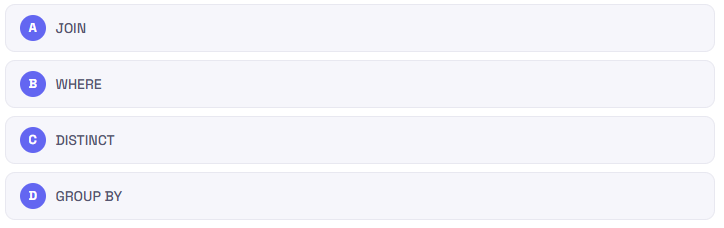 A JOIN
B WHERE
C DISTINCT
D GROUP BY